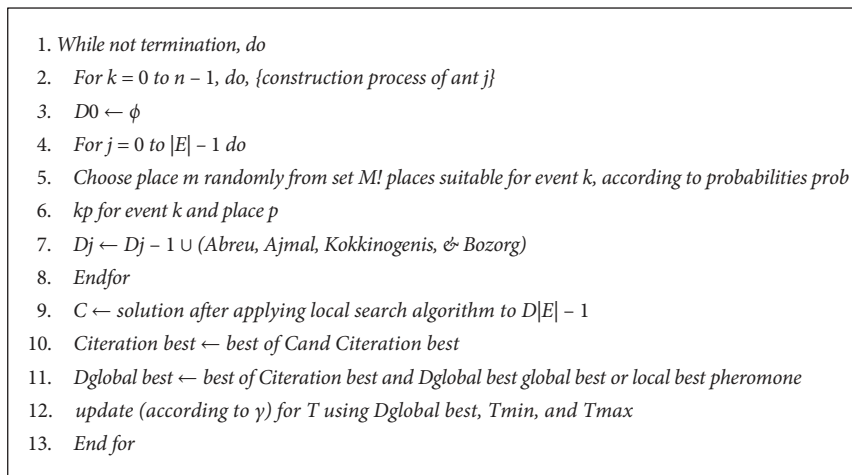 1. While not termination, do
2. For k = 0 to n – 1, do, {construction process of ant j}
3. D0 ← ϕ
4. For j = 0 to |E| – 1 do
5. Choose place m randomly from set M! places suitable for event k, according to probabilities prob
6. kp for event k and place p
7. Dj ← Dj – 1 ∪ (Abreu, Ajmal, Kokkinogenis, & Bozorg)
8. Endfor
9. C ← solution after applying local search algorithm to D|E| – 1
10. Citeration best ← best of Cand Citeration best
11. Dglobal best ← best of Citeration best and Dglobal best global best or local best pheromone
12. update (according to γ) for T using Dglobal best, Tmin, and Tmax
13. End for